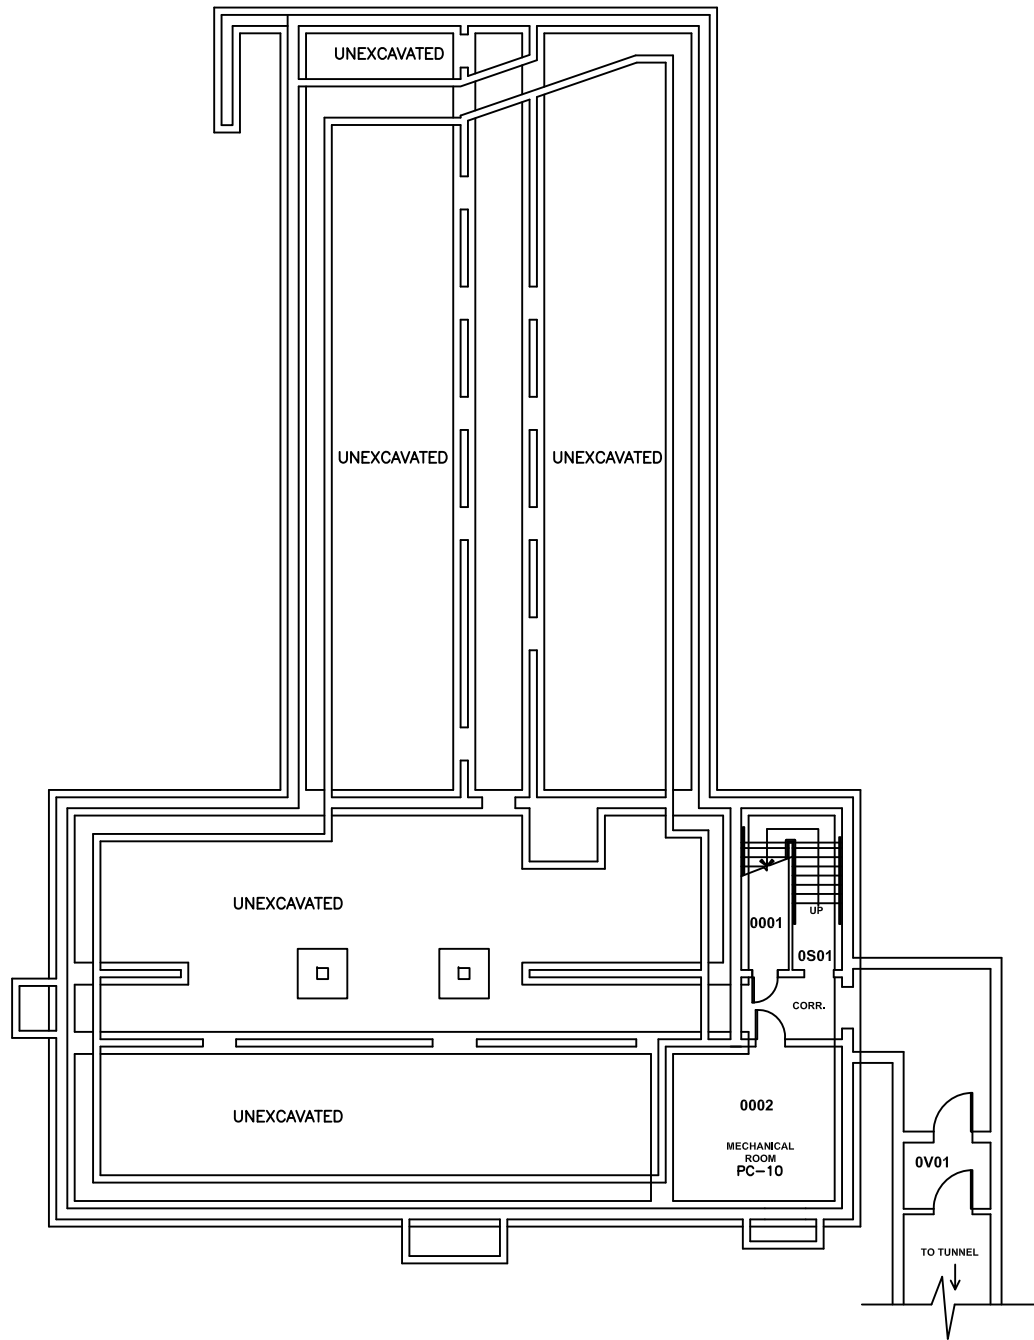 UNEXCAVATED
UNEXCAVATED
UNEXCAVATED
UNEXCAVATED
UP
0001
0S01
CORR.
UNEXCAVATED
0002
MECHANICAL
ROOM
PC-10
0V01
TO TUNNEL